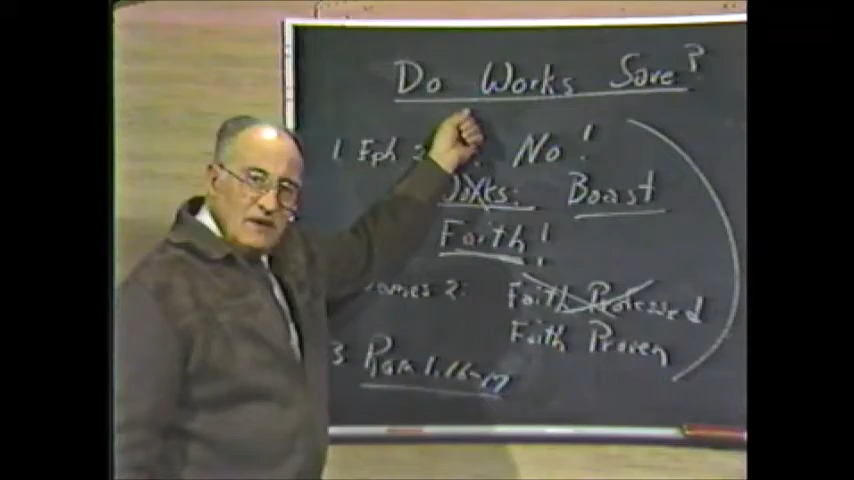 Do Works Save?
1. Eph 2: No!
Works: Boast
Faith!
James 2: Faith Professed
Faith Proven
3 Rom 1.16-17